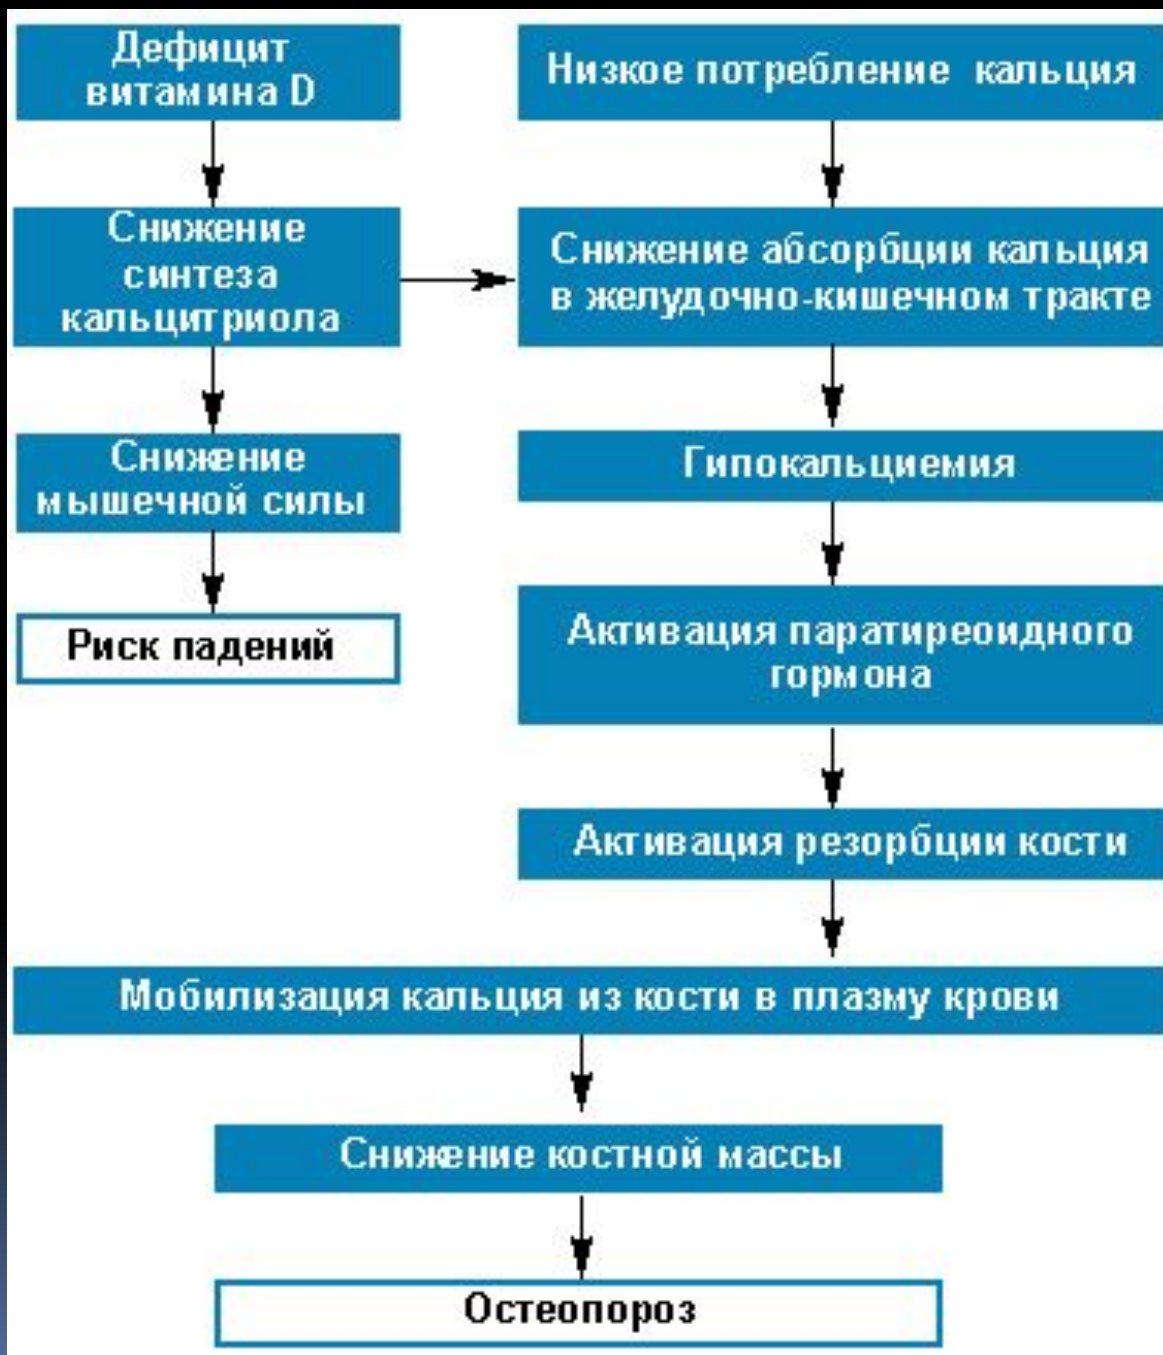 Дефицит
витамина D
Низкое потребление кальция
Снижение
синтеза
кальцитриола
Снижение абсорбции кальция
в желудочно-кишечном тракте
Снижение
мышечной силы
Гипокальциемия
Риск падений
Активация паратиреоидного
гормона
Активация резорбции кости
Мобилизация кальция из кости в плазму крови
Снижение костной массы
Остеопороз